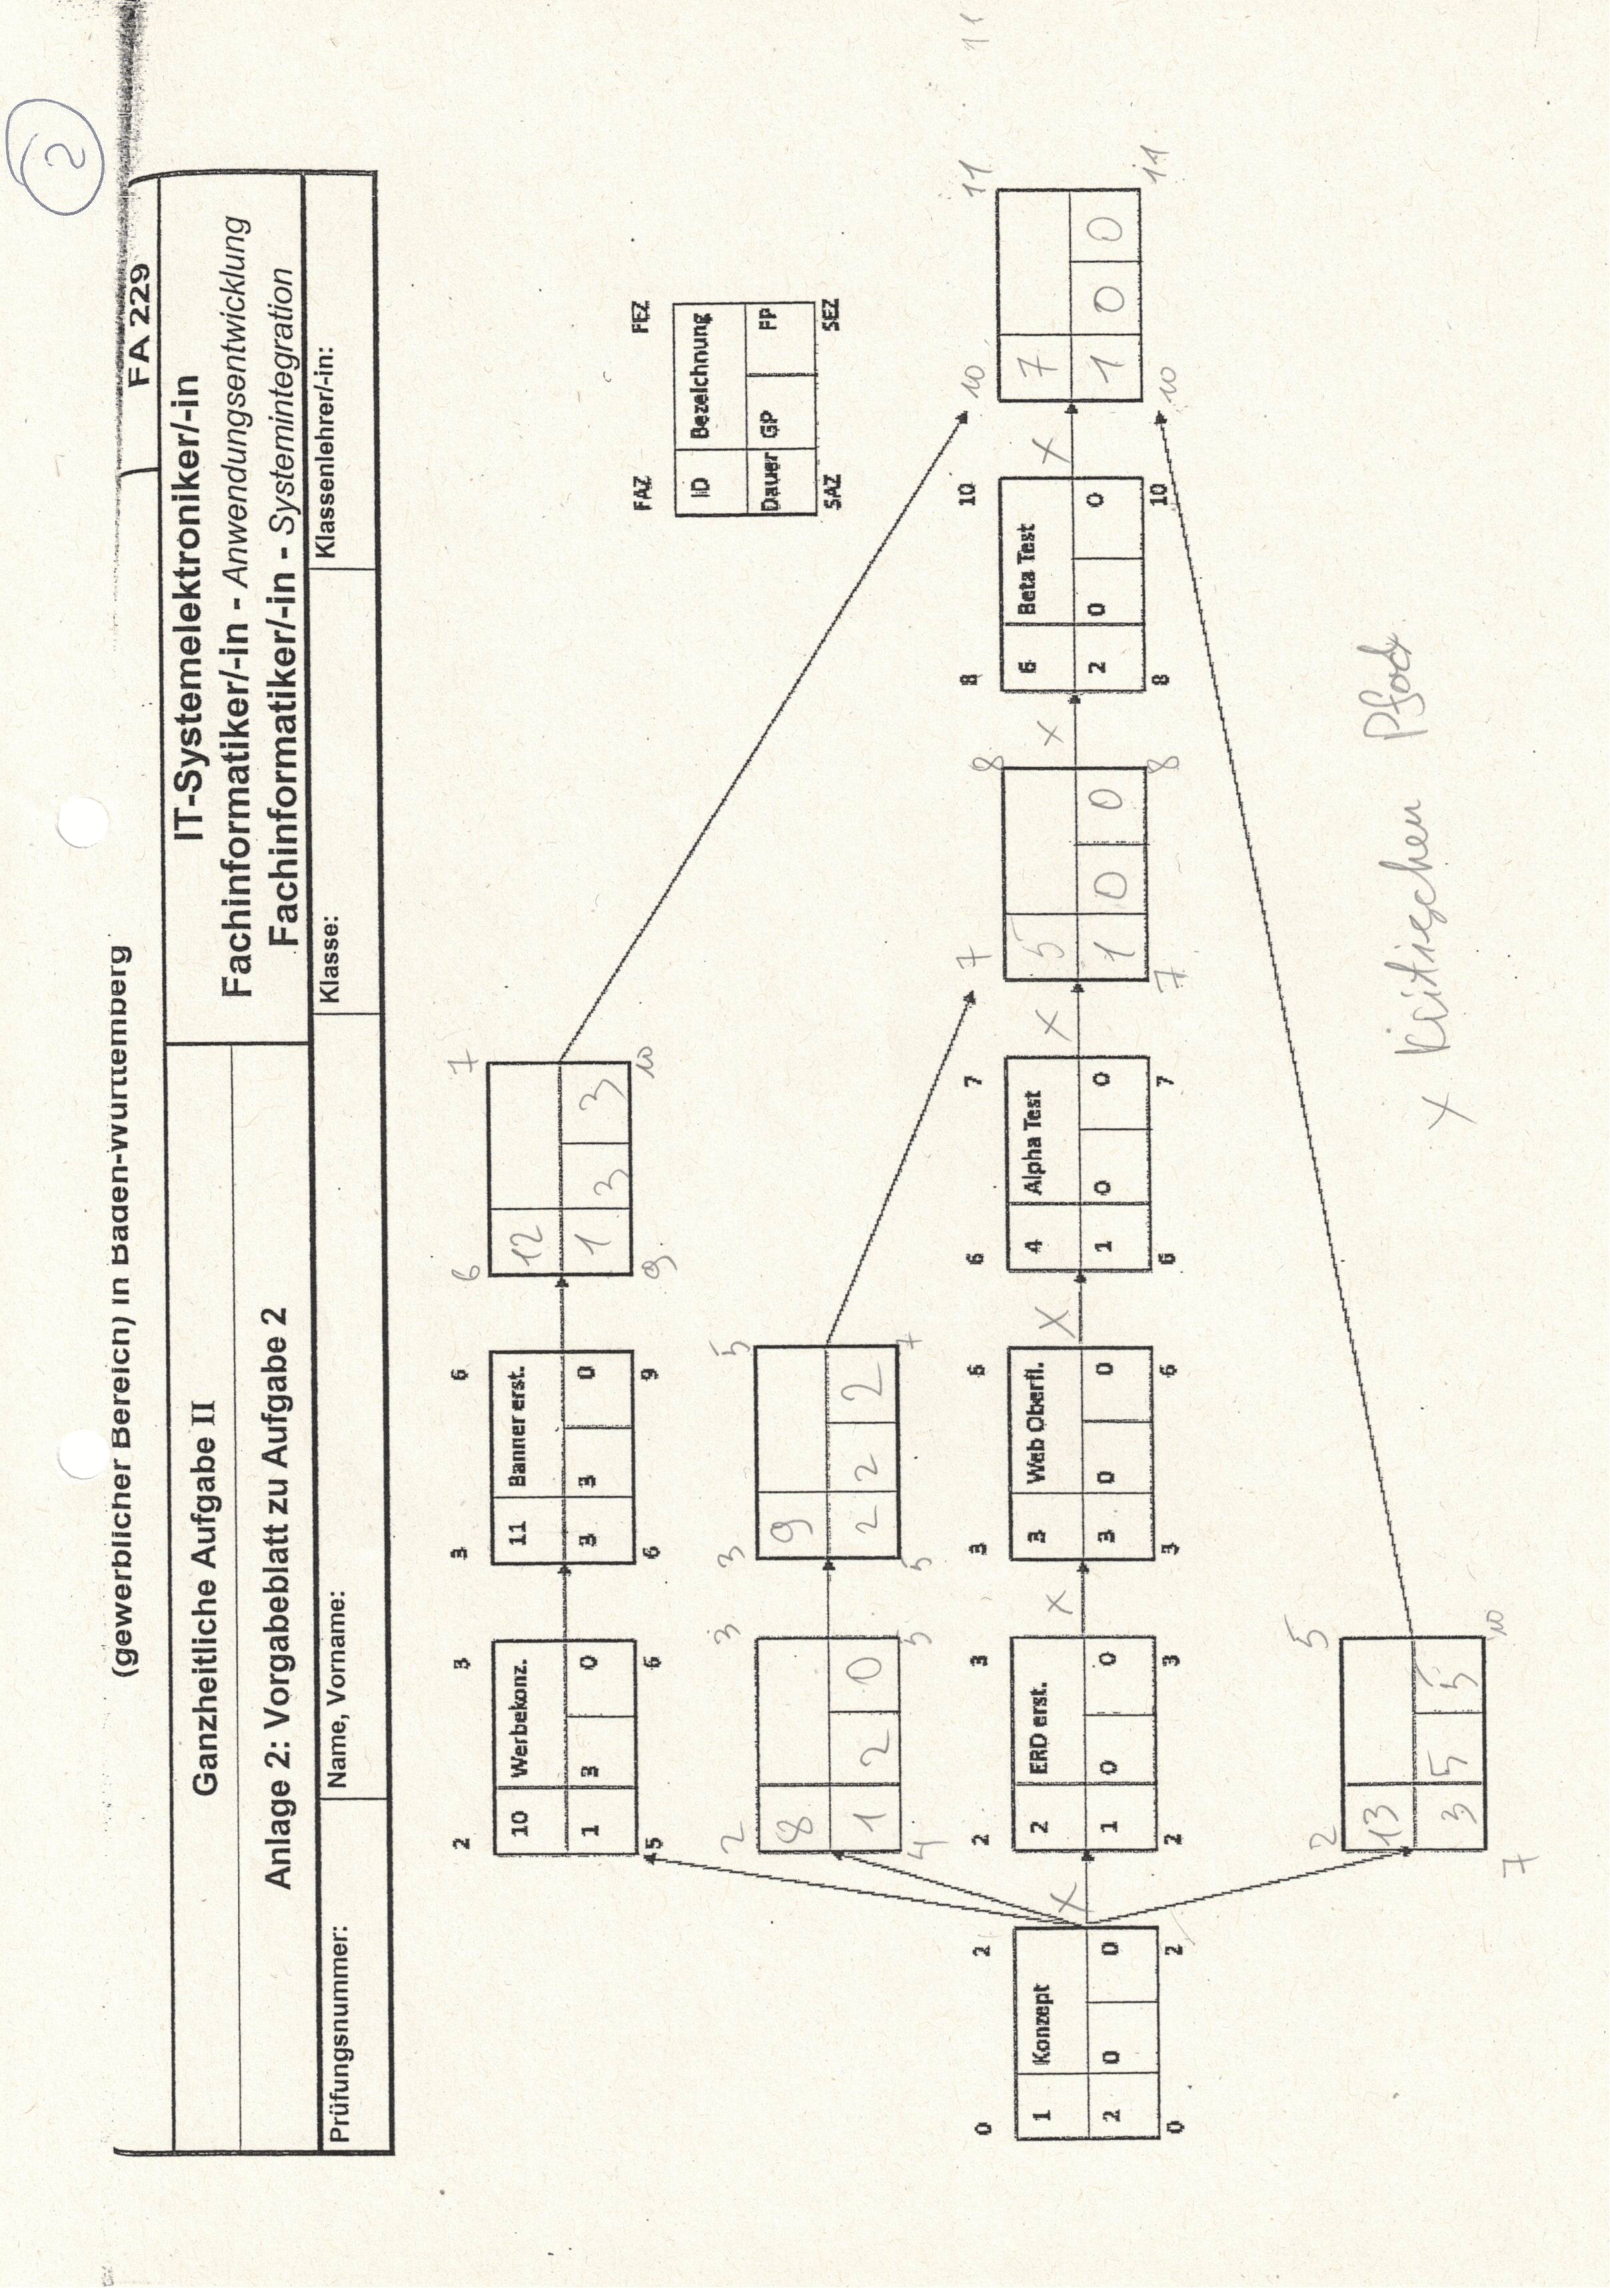 2
FA 229
(gewerblicher Bereich) in Baden-Württemberg
Ganzheitliche Aufgabe II
IT-Systemelektroniker/-in
Fachinformatiker/-in - Anwendungsentwicklung
Fachinformatiker/-in - Systemintegration
Anlage 2: Vorgabeblatt zu Aufgabe 2
Prüfungsnummer:
Name, Vorname:
Klasse:
Klassenlehrer/-in:
2 3
10 Werbekonz.
1 3 0
5 6
3 6
11 Banner erst.
3 3 0
6 9
6 7
12
1 3 3
9 10
FAZ FEZ
ID Bezeichnung
Dauer GP FP
SAZ SEZ
2 3
8
1 2 0
4 5
3 5
9
2 2 2
5 7
0 2
1 Konzept
2 0 0
0 2
X
2 3
2 ERD erst.
1 0 0
2 3
X
3 6
3 Web Oberfl.
3 0 0
3 6
X
6 7
4 Alpha Test
1 0 0
6 7
X
7 8
5
1 0 0
7 8
X
8 10
6 Beta Test
2 0 0
8 10
X
10 11
7
1 0 0
10 11
11
2 5
13
3 5 5
7 10
X Kritischen Pfad